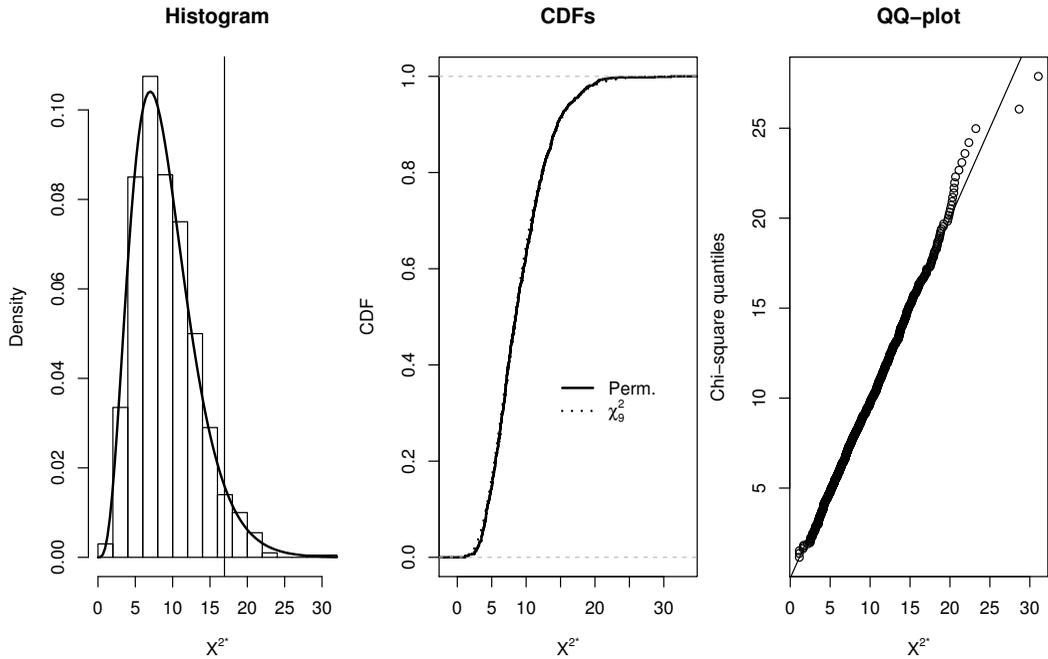 Histogram
Density
0.00 0.02 0.04 0.06 0.08 0.10
0 5 10 15 20 25 30
X²*
CDFs
CDF
0.0 0.2 0.4 0.6 0.8 1.0
Perm.
χ²₉
0 5 10 20 30
X²*
QQ−plot
Chi−square quantiles
5 10 15 20 25
0 5 10 15 20 25 30
X²*